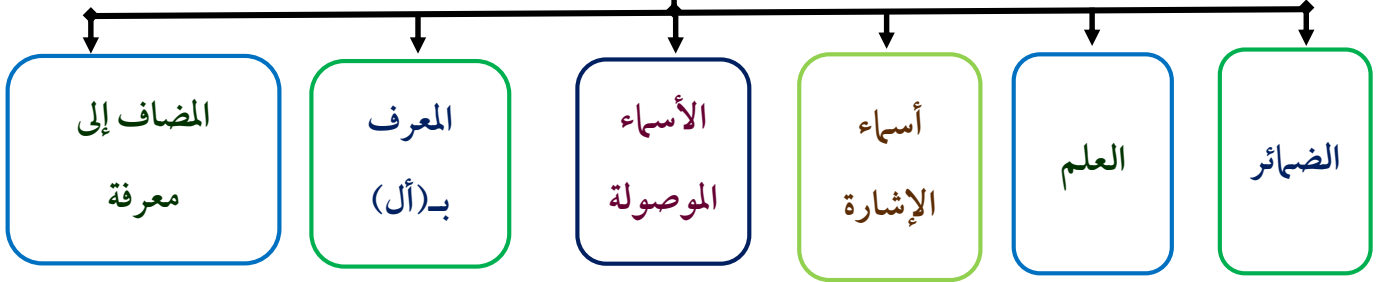 الضمائر
العلم
أسماء
الإشارة
الأسماء
الموصولة
المعرف
بـ(أل)
المضاف إلى
معرفة